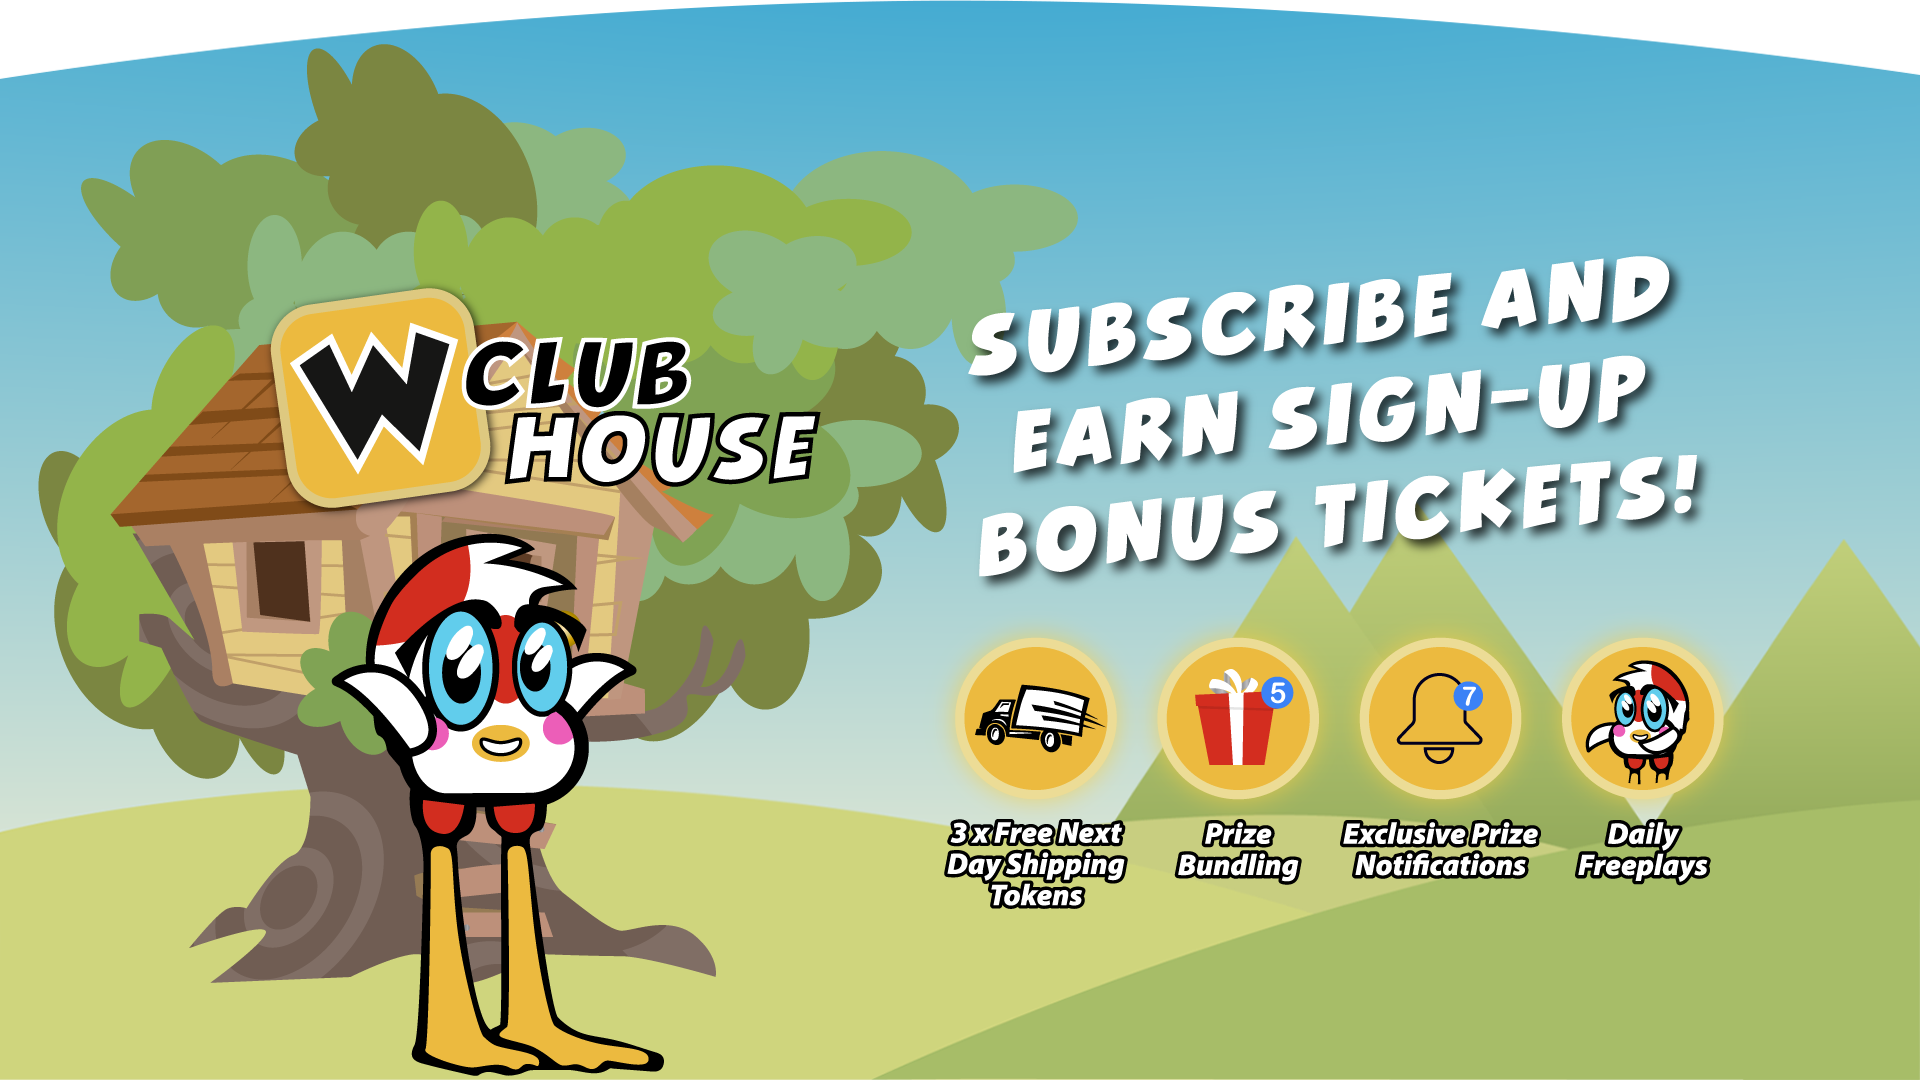 W
CLUB
HOUSE
SUBSCRIBE AND
EARN SIGN-UP
BONUS TICKETS!
5
7
3 x Free Next
Day Shipping
Tokens
Prize
Bundling
Exclusive Prize
Notifications
Daily
Freeplays